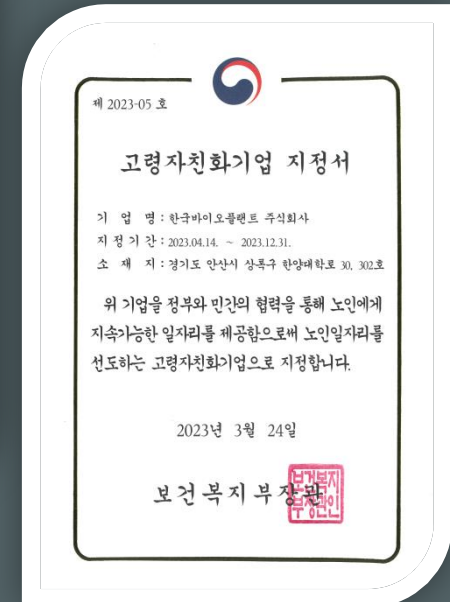 제 2023-05 호
고령자친화기업 지정서
기 업 명 : 한국바이오플랜트 주식회사
지 정 기 간 : 2023.04.14. ~ 2023.12.31.
소 재 지 : 경기도 안산시 상록구 한양대학로 30, 302호
위 기업을 정부와 민간의 협력을 통해 노인에게
지속가능한 일자리를 제공함으로써 노인일자리를
선도하는 고령자친화기업으로 지정합니다.
2023년 3월 24일
보건복지부장관
보건복지
부장관인